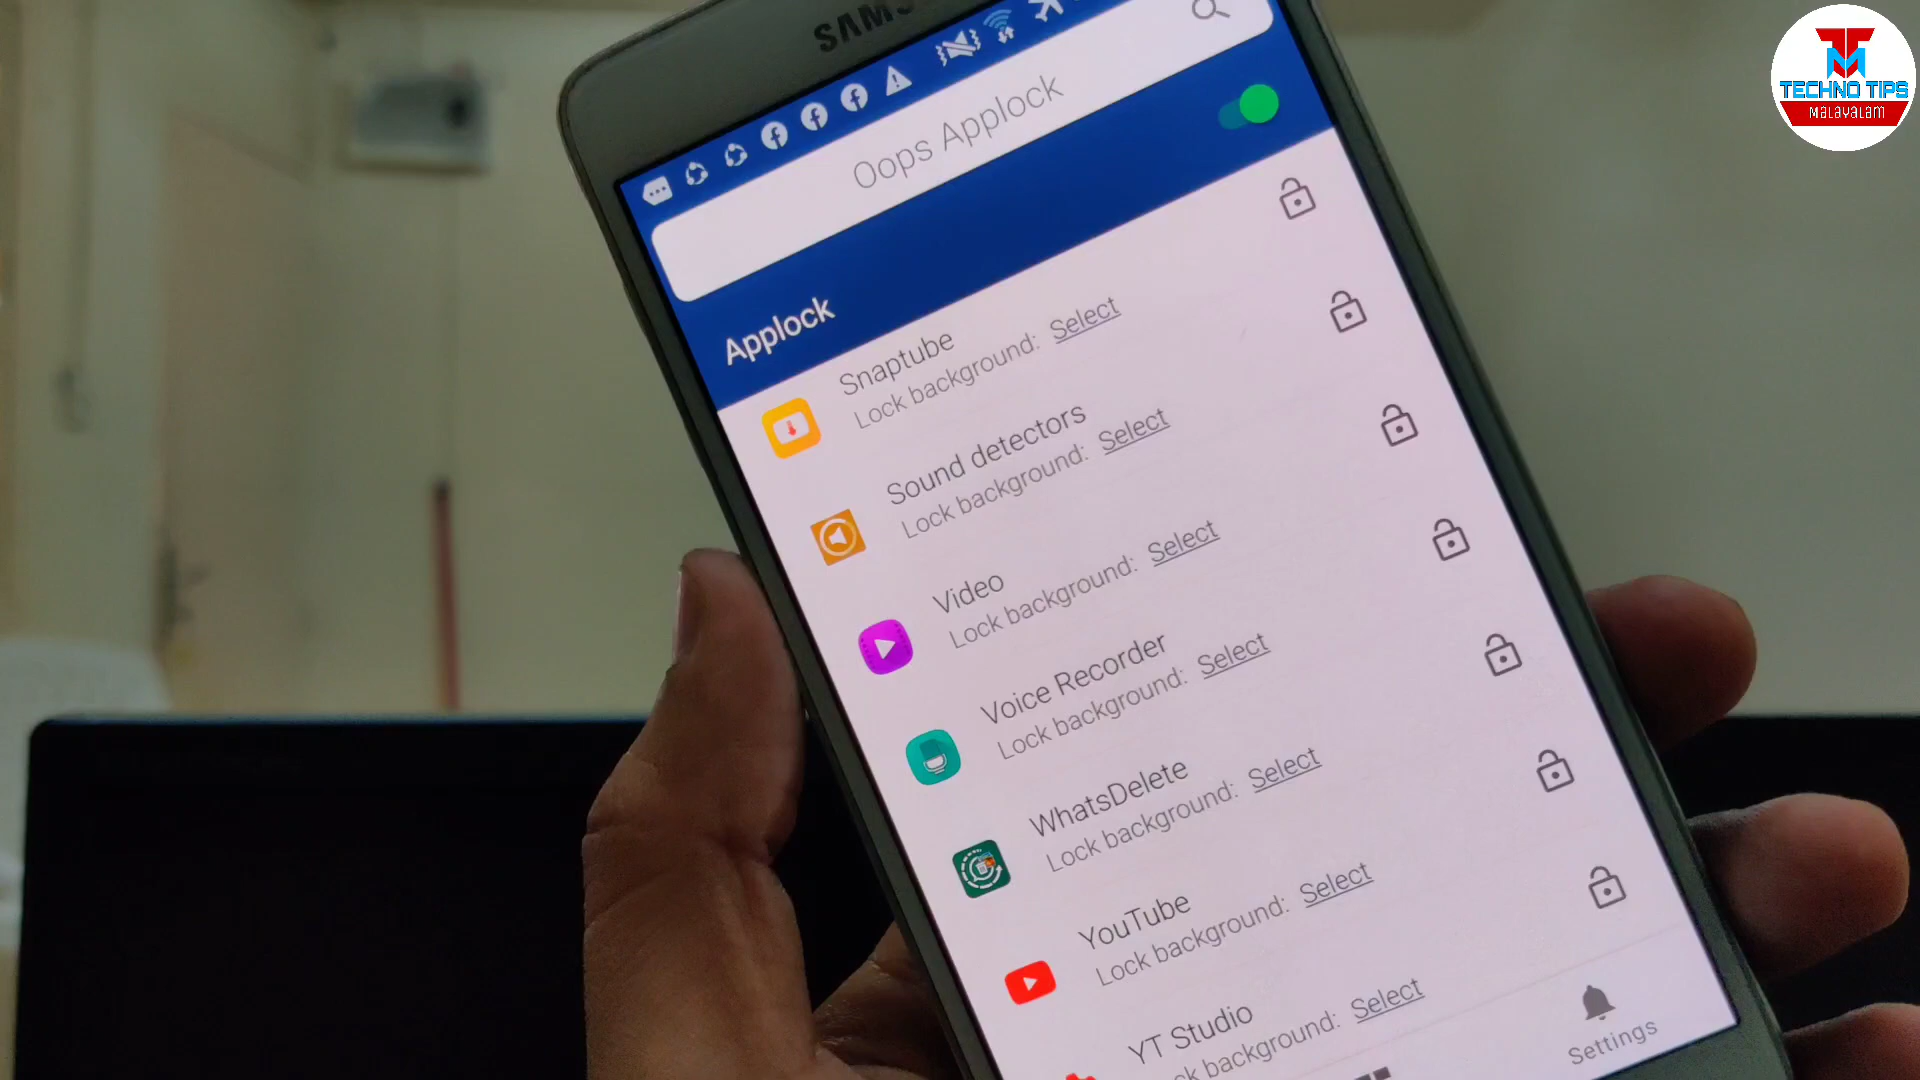 SAMS
Oops Applock
Applock
Snaptube
Lock background: Select
Sound detectors
Lock background: Select
Video
Lock background: Select
Voice Recorder
Lock background: Select
WhatsDelete
Lock background: Select
YouTube
Lock background: Select
YT Studio
ck background: Select
Settings
TM
TECHNO TIPS
Malayalam